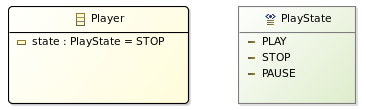 Player
state : PlayState = STOP
PlayState
PLAY
STOP
PAUSE